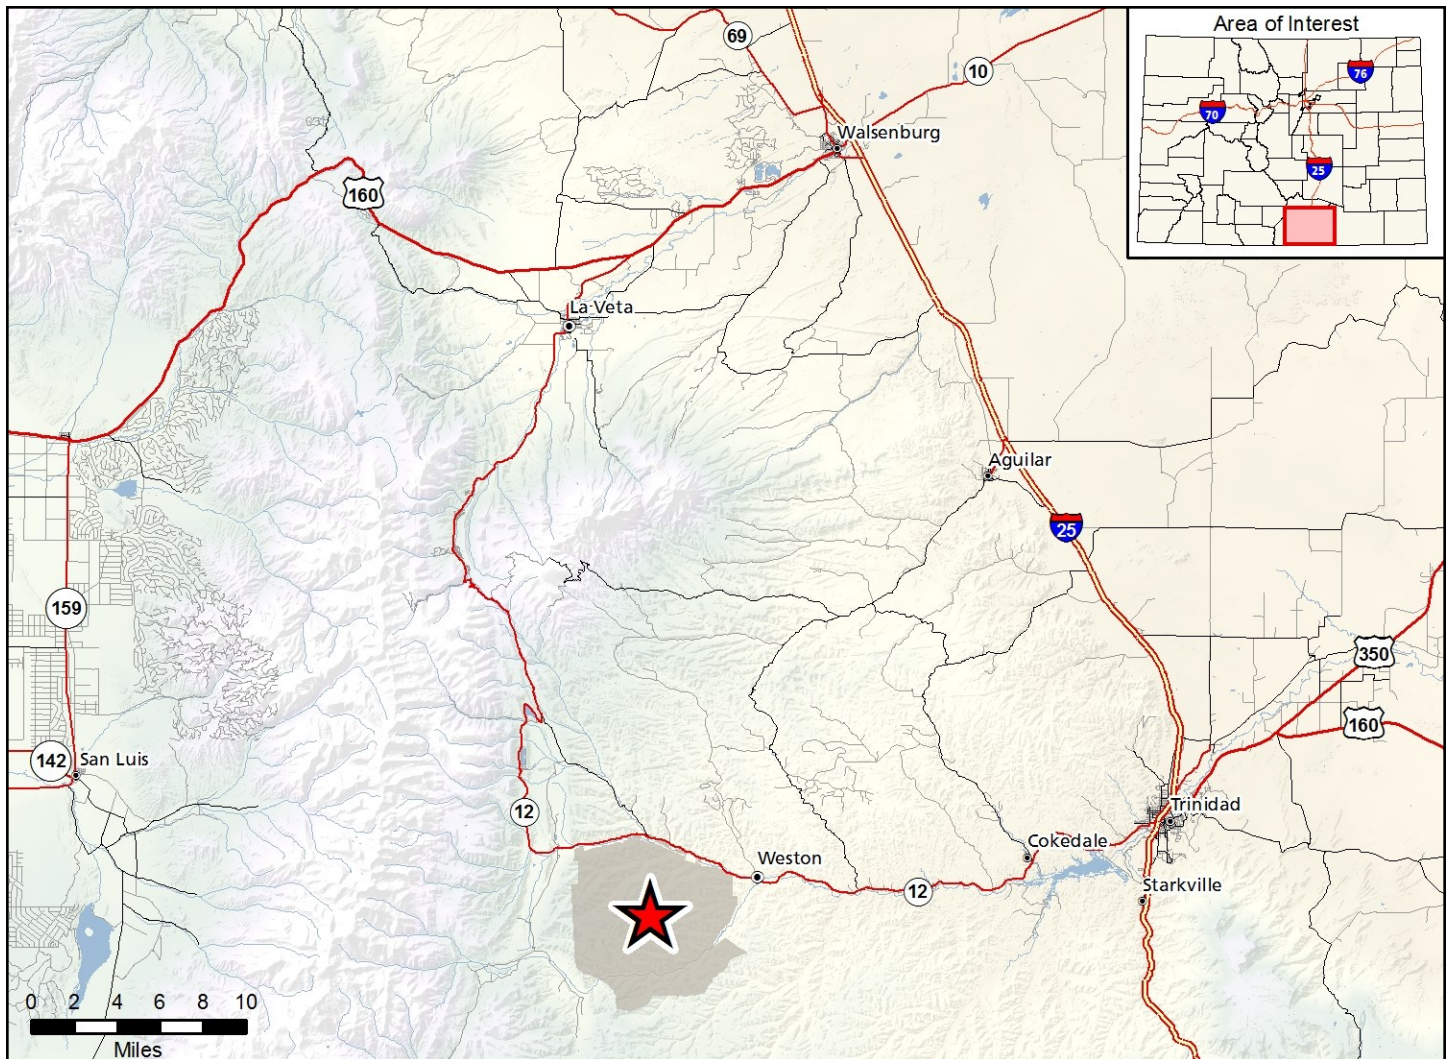 Area of Interest
76
70
25
69
10
Walsenburg
160
La Veta
Aguilar
25
159
350
160
142
San Luis
12
Trinidad
Cokedale
Weston
12
Starkville
0 2 4 6 8 10
Miles